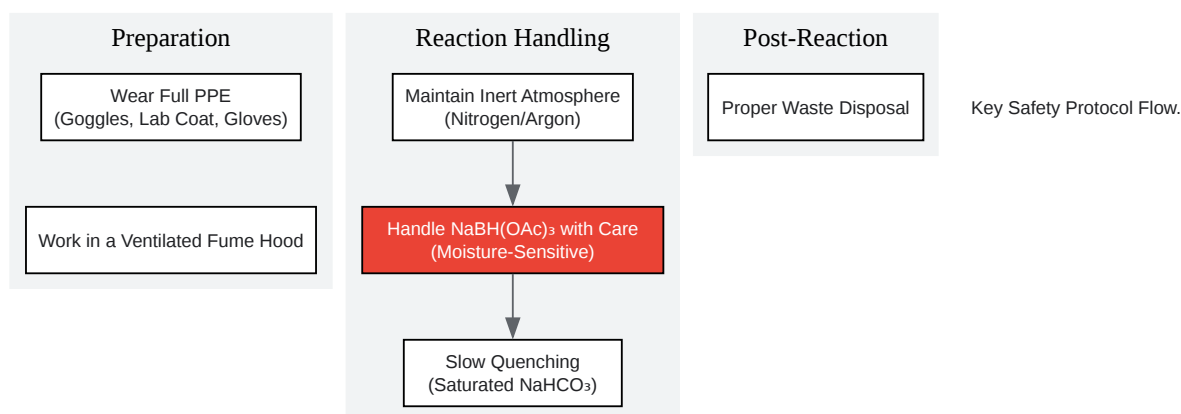 Preparation
Wear Full PPE
(Goggles, Lab Coat, Gloves)
Work in a Ventilated Fume Hood
Reaction Handling
Maintain Inert Atmosphere
(Nitrogen/Argon)
Handle NaBH(OAc)₃ with Care
(Moisture-Sensitive)
Slow Quenching
(Saturated NaHCO₃)
Post-Reaction
Proper Waste Disposal
Key Safety Protocol Flow.